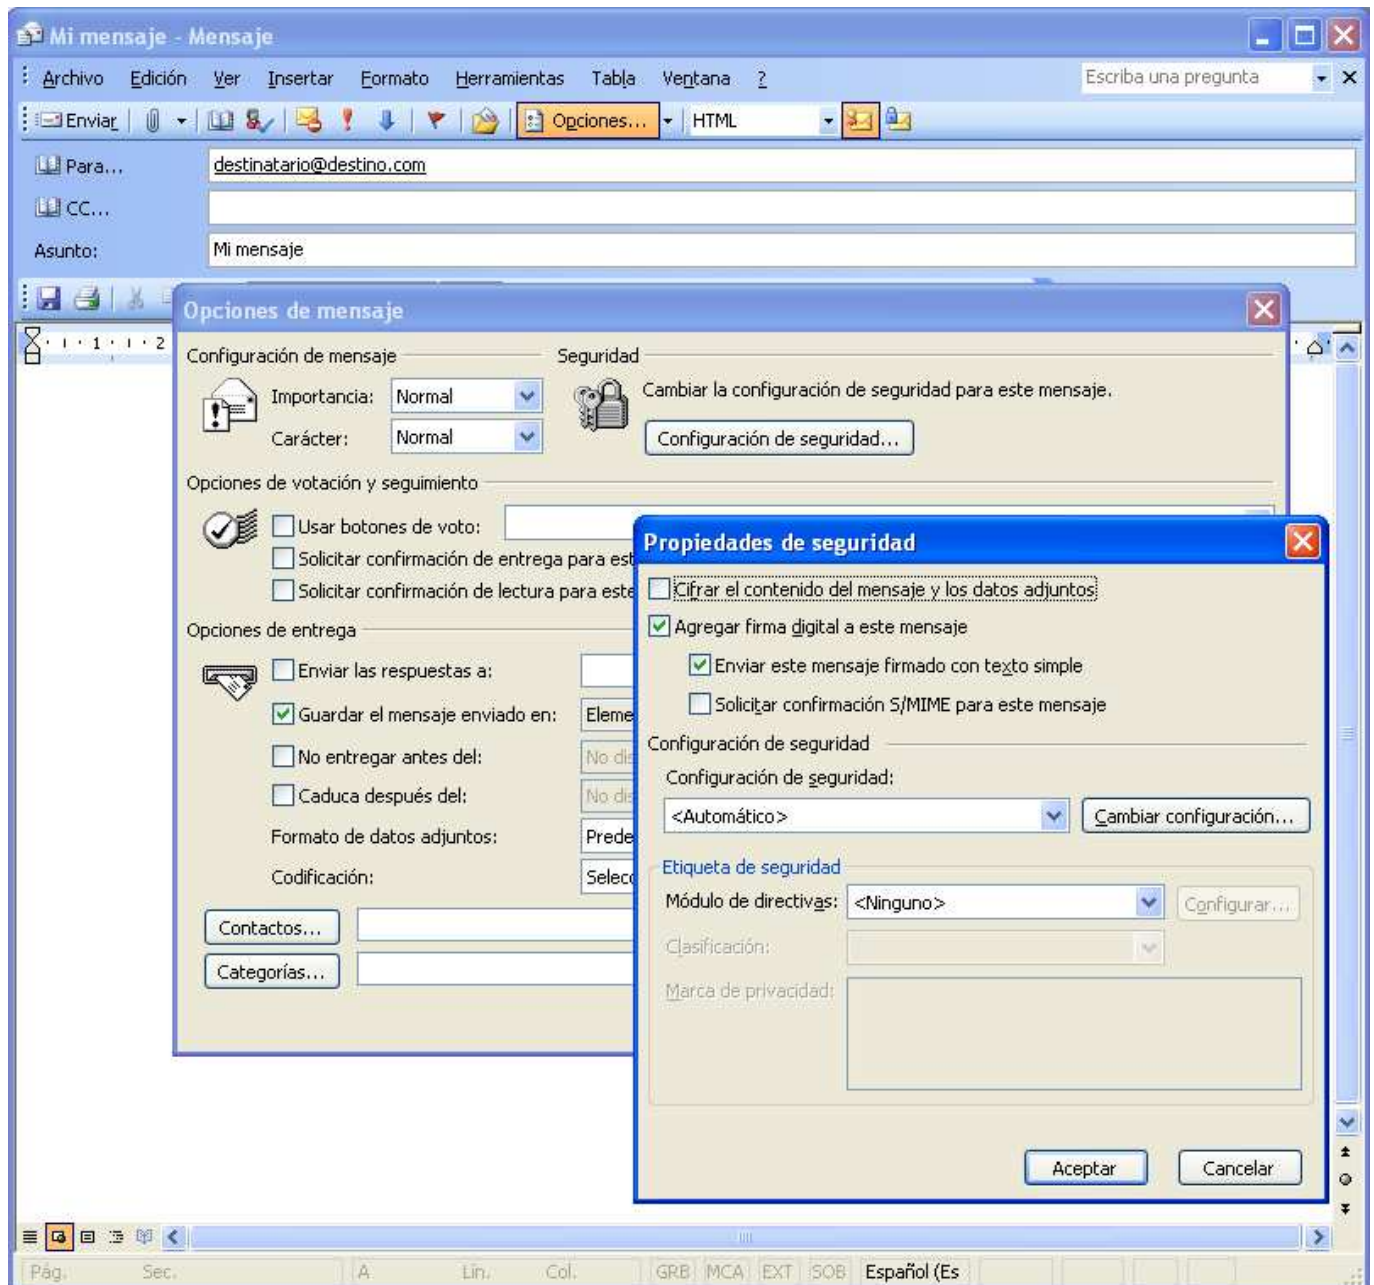 Mi mensaje - Mensaje
Archivo Edición Ver Insertar Formato Herramientas Tabla Ventana ? Escriba una pregunta
Enviar Opciones... HTML
Para... destinatario@destino.com
CC...
Asunto: Mi mensaje
Opciones de mensaje
1 2
Configuración de mensaje Seguridad
Importancia: Normal Cambiar la configuración de seguridad para este mensaje.
Carácter: Normal Configuración de seguridad...
Opciones de votación y seguimiento
Usar botones de voto:
Solicitar confirmación de entrega para est
Solicitar confirmación de lectura para este
Opciones de entrega
Enviar las respuestas a:
Guardar el mensaje enviado en: Eleme
No entregar antes del: No dis
Caduca después del: No dis
Formato de datos adjuntos: Prede
Codificación: Selecc
Contactos...
Categorías...
Propiedades de seguridad
Cifrar el contenido del mensaje y los datos adjuntos
Agregar firma digital a este mensaje
Enviar este mensaje firmado con texto simple
Solicitar confirmación S/MIME para este mensaje
Configuración de seguridad
Configuración de seguridad:
<Automático> Cambiar configuración...
Etiqueta de seguridad
Módulo de directivas: <Ninguno> Configurar...
Clasificación:
Marca de privacidad:
Aceptar Cancelar
Pág. Sec. A Lín. Col. GRB MCA EXT SOB Español (Es